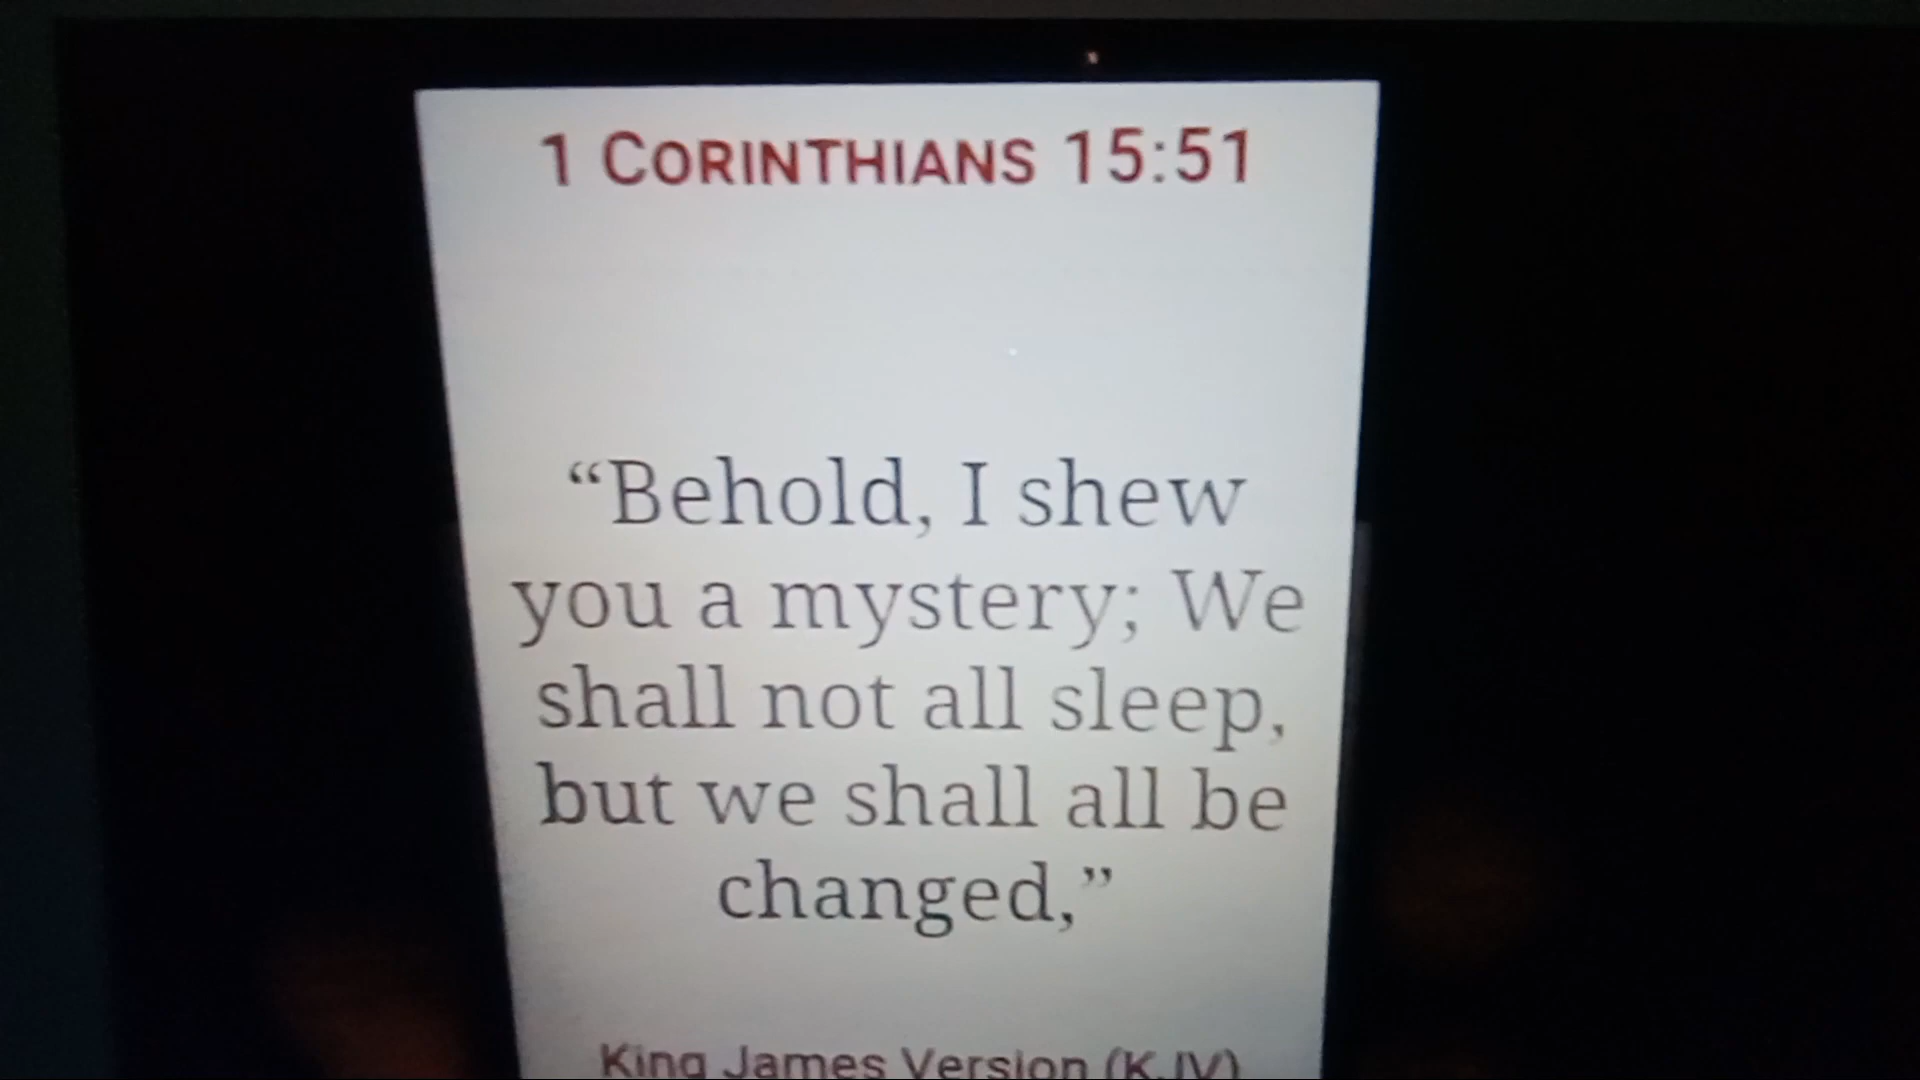 1 CORINTHIANS 15:51
“Behold, I shew
you a mystery; We
shall not all sleep,
but we shall all be
changed,”
King James Version (KJV)